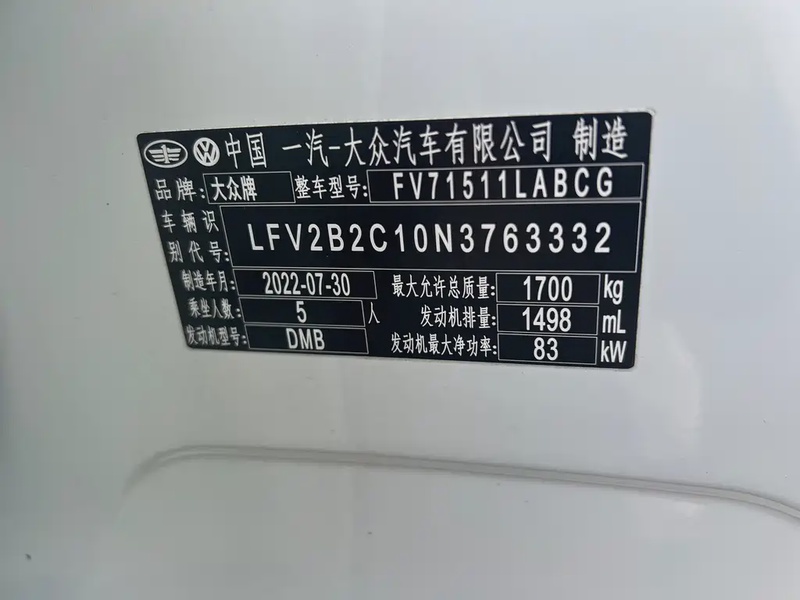 中国 一汽-大众汽车有限公司 制造
品牌: 大众牌 整车型号: FV71511LABCG
车辆识别代号: LFV2B2C10N3763332
制造年月: 2022-07-30 最大允许总质量: 1700 kg
乘坐人数: 5 人 发动机排量: 1498 mL
发动机型号: DMB 发动机最大净功率: 83 kW